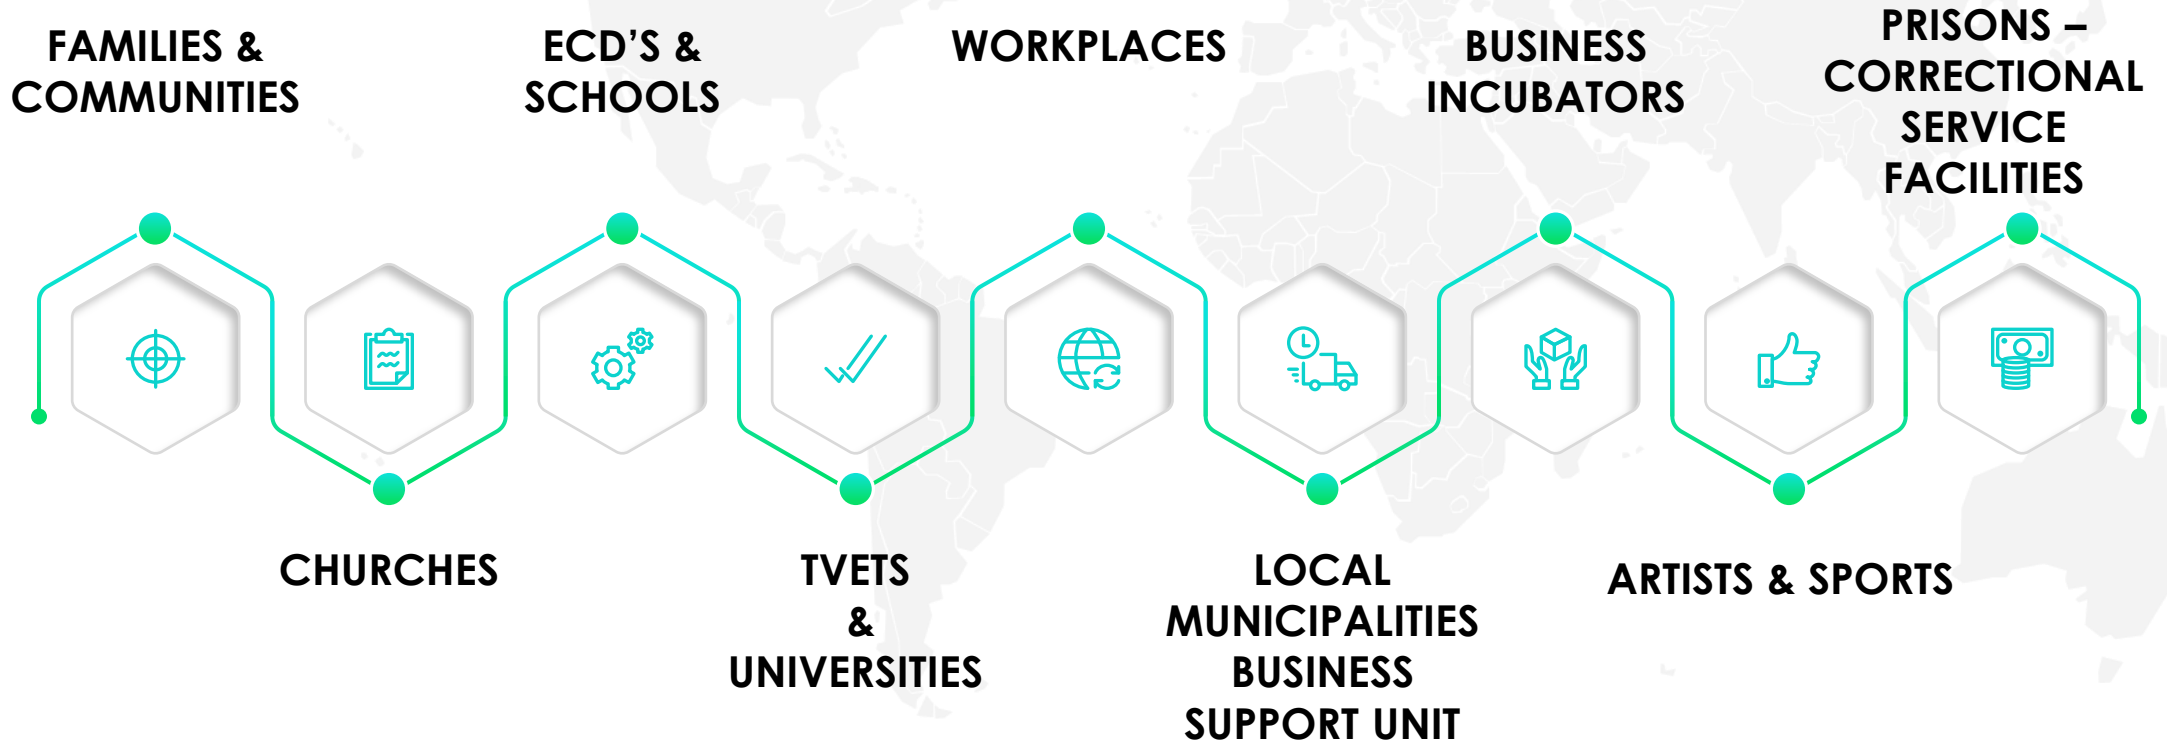 FAMILIES &
COMMUNITIES
CHURCHES
ECD’S &
SCHOOLS
TVETS
&
UNIVERSITIES
WORKPLACES
LOCAL
MUNICIPALITIES
BUSINESS
SUPPORT UNIT
BUSINESS
INCUBATORS
ARTISTS & SPORTS
PRISONS –
CORRECTIONAL
SERVICE
FACILITIES